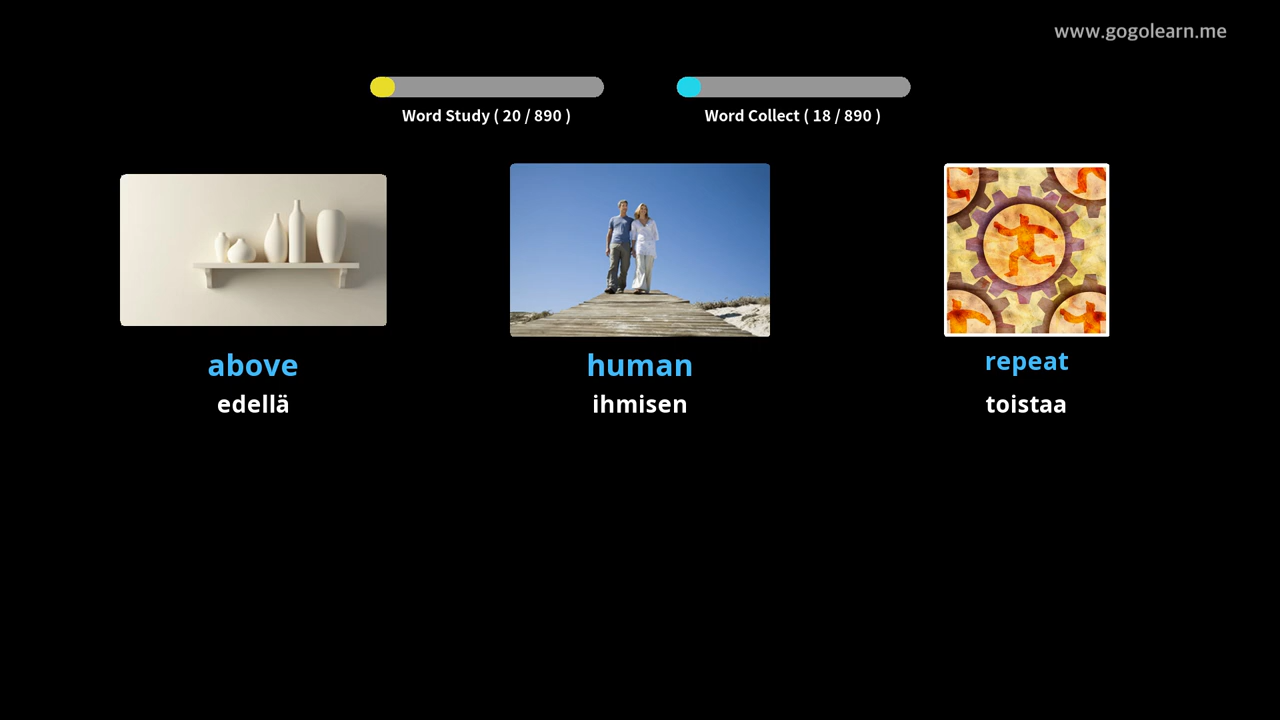 www.gogolearn.me
Word Study ( 20 / 890 )
Word Collect ( 18 / 890 )
above
human
repeat
edellä
ihmisen
toistaa